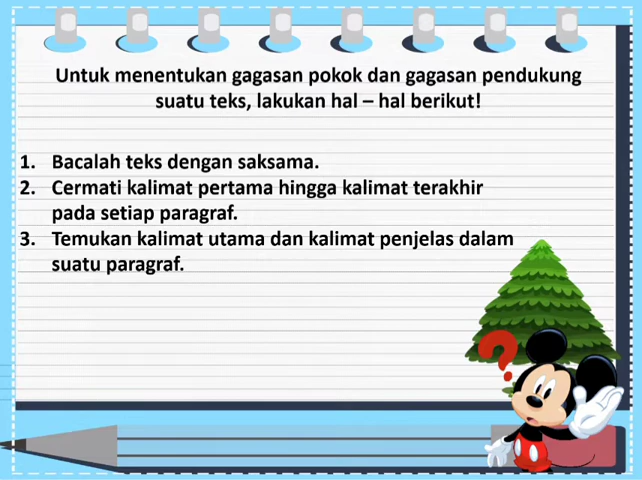 Untuk menentukan gagasan pokok dan gagasan pendukung
suatu teks, lakukan hal – hal berikut!
1. Bacalah teks dengan saksama.
2. Cermati kalimat pertama hingga kalimat terakhir
pada setiap paragraf.
3. Temukan kalimat utama dan kalimat penjelas dalam
suatu paragraf.
?